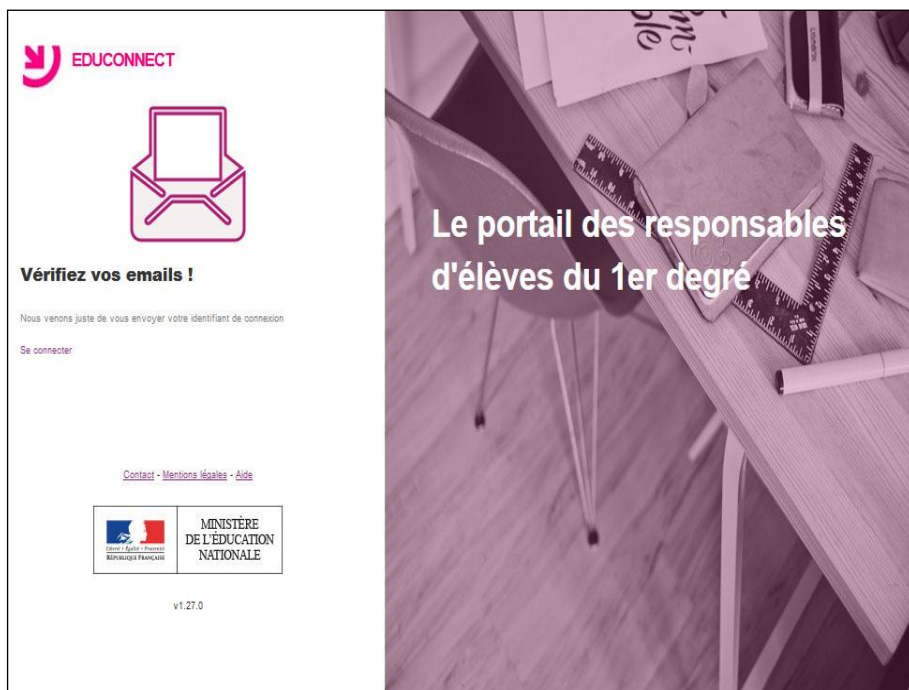 EDUCONNECT
Vérifiez vos emails !
Nous venons juste de vous envoyer votre identifiant de connexion
Se connecter
Contact - Mentions légales - Aide
Liberté • Égalité • Fraternité
RÉPUBLIQUE FRANÇAISE
MINISTÈRE
DE L'ÉDUCATION
NATIONALE
v1.27.0
Le portail des responsables
d'élèves du 1er degré